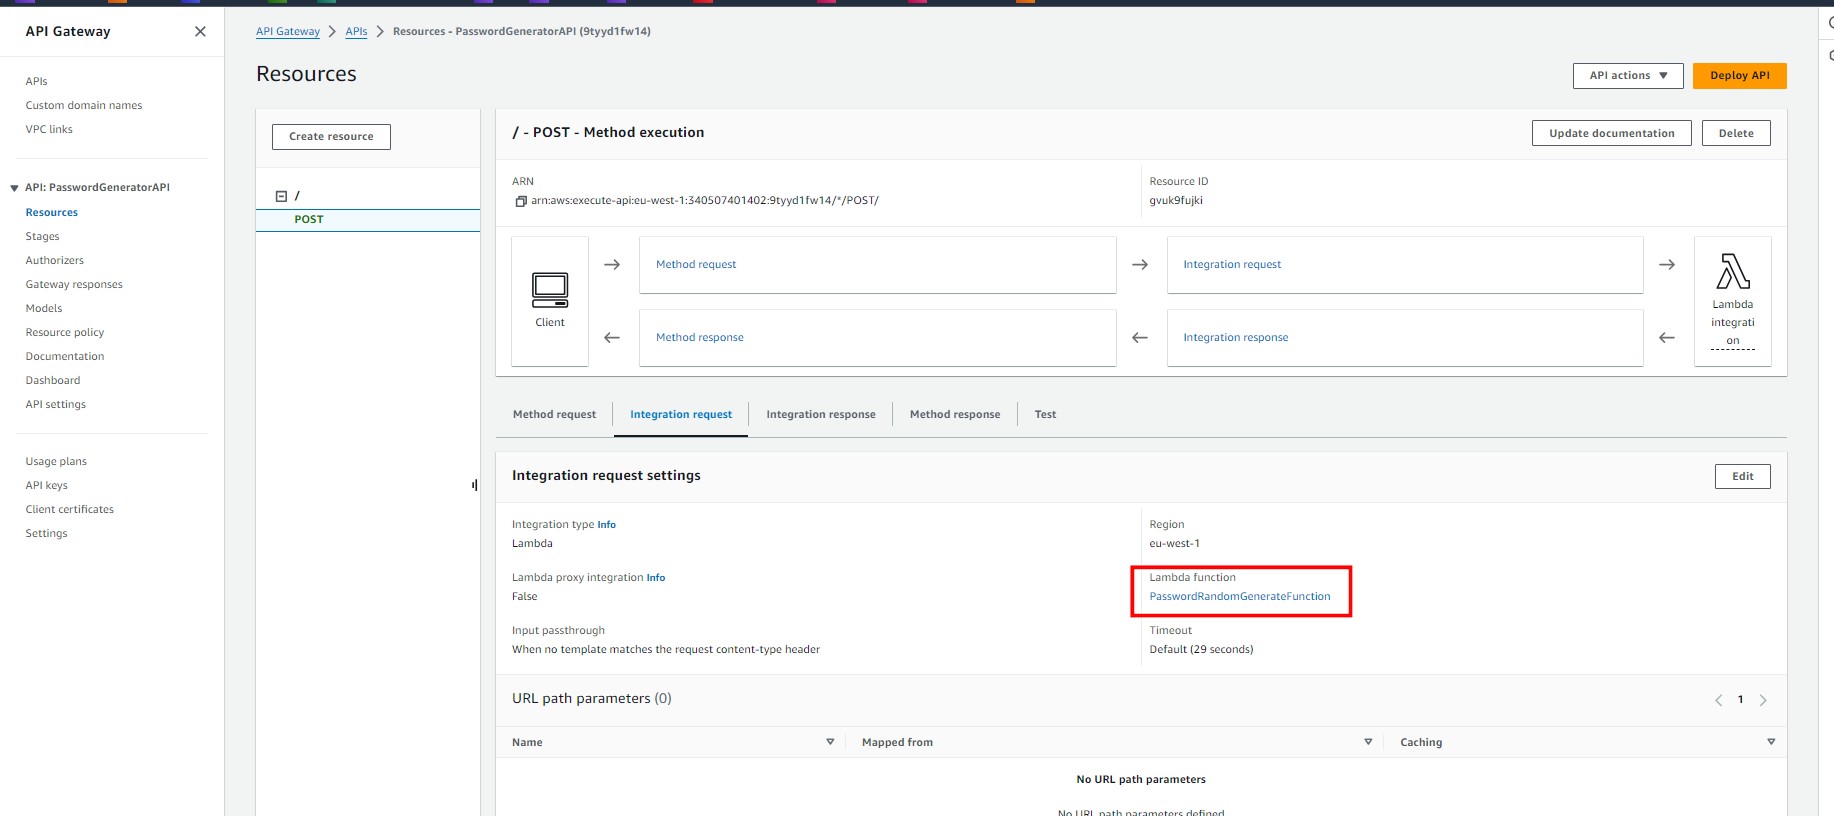 API Gateway
APIs
Custom domain names
VPC links
API: PasswordGeneratorAPI
Resources
Stages
Authorizers
Gateway responses
Models
Resource policy
Documentation
Dashboard
API settings
Usage plans
API keys
Client certificates
Settings
API Gateway > APIs > Resources - PasswordGeneratorAPI (9tyyd1fw14)
Resources
API actions
Deploy API
Create resource
/
POST
/ - POST - Method execution
Update documentation
Delete
ARN
arn:aws:execute-api:eu-west-1:340507401402:9tyyd1fw14/*/POST/
Resource ID
gvuk9fujki
Client
Method request
Integration request
Method response
Integration response
Lambda
integrati
on
Method request
Integration request
Integration response
Method response
Test
Integration request settings
Edit
Integration type Info
Lambda
Region
eu-west-1
Lambda proxy integration Info
False
Lambda function
PasswordRandomGenerateFunction
Input passthrough
When no template matches the request content-type header
Timeout
Default (29 seconds)
URL path parameters (0)
1
Name
Mapped from
Caching
No URL path parameters
No URL path parameters defined